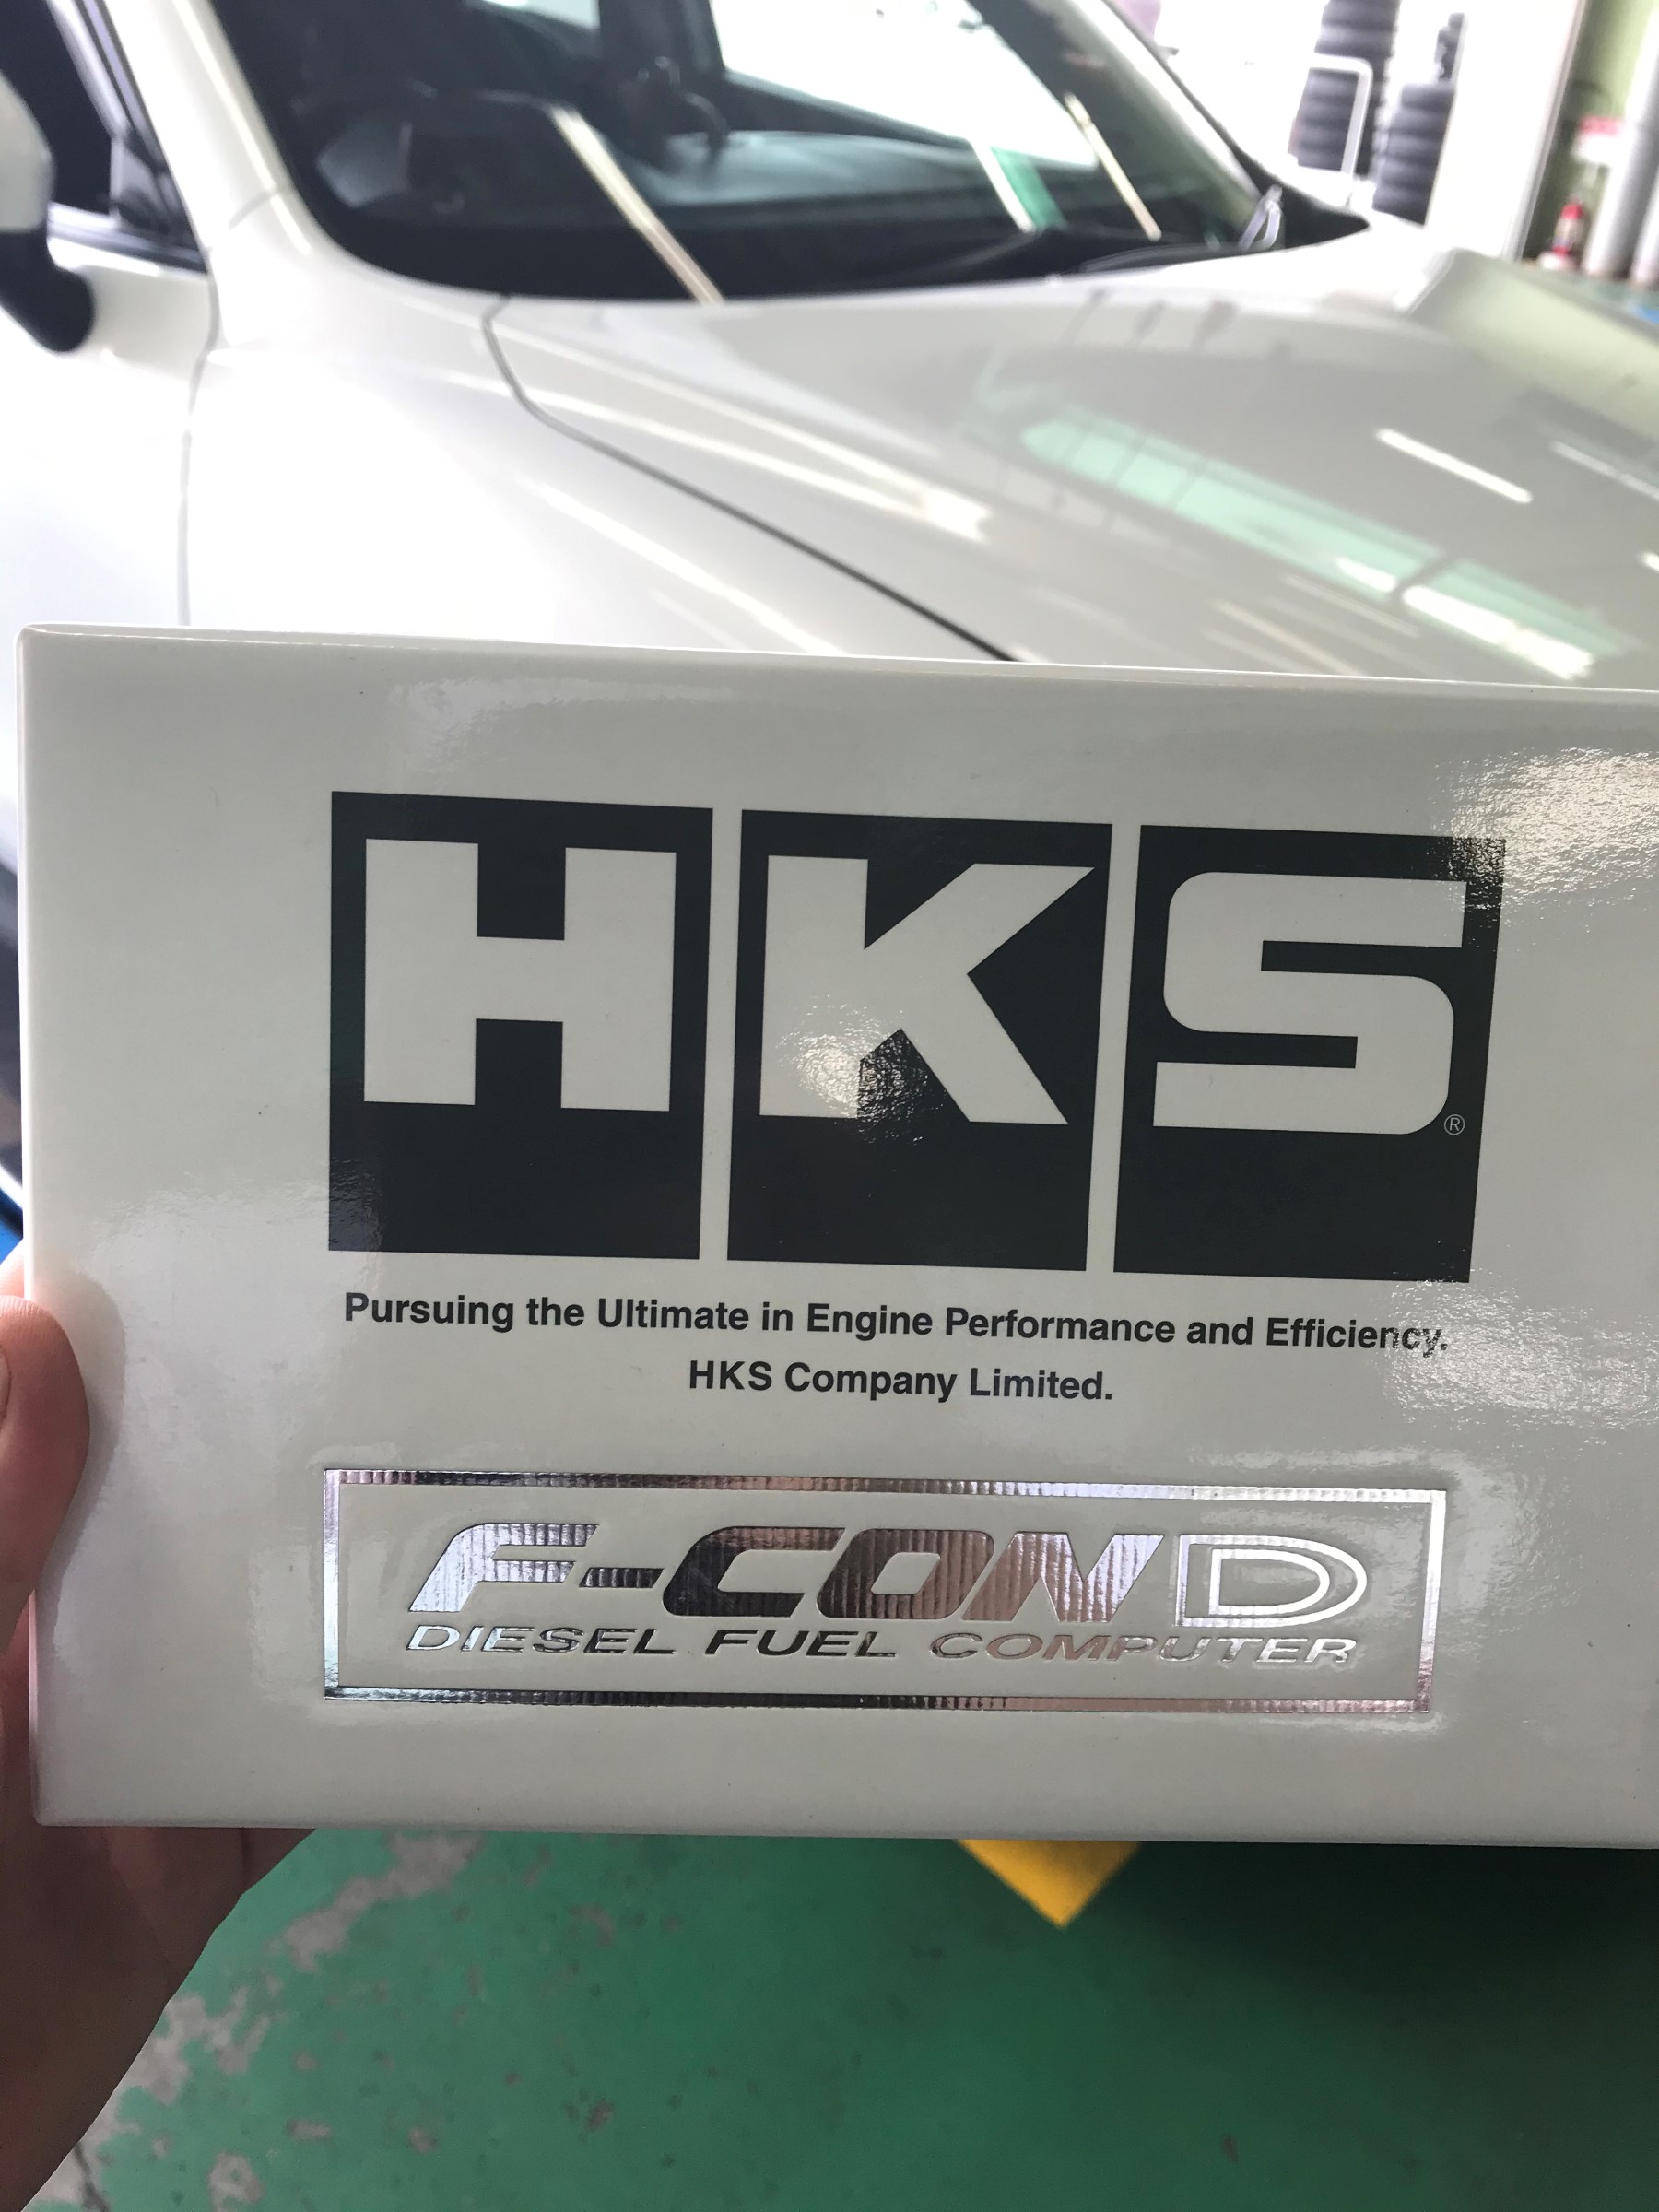 HKS®
Pursuing the Ultimate in Engine Performance and Efficiency.
HKS Company Limited.
F-CON D
DIESEL FUEL COMPUTER